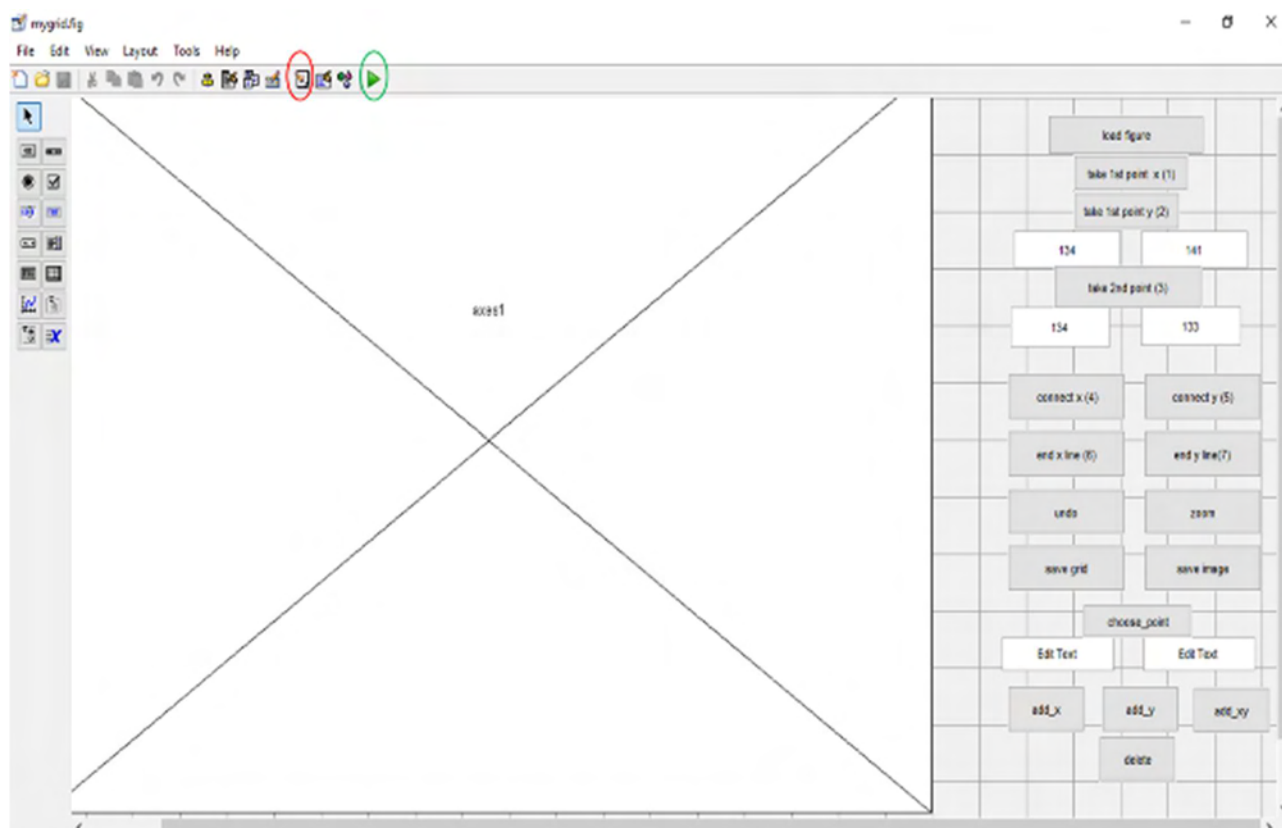 mygrid.fig
File Edit View Layout Tools Help
load figure
take 1st point x (1)
take 1st point y (2)
134 141
take 2nd point (3)
134 133
axes1
connect x (4) connect y (5)
end x line (6) end y line(7)
undo zoom
save grid save image
choose_point
Edit Text Edit Text
add_x add_y add_xy
delete